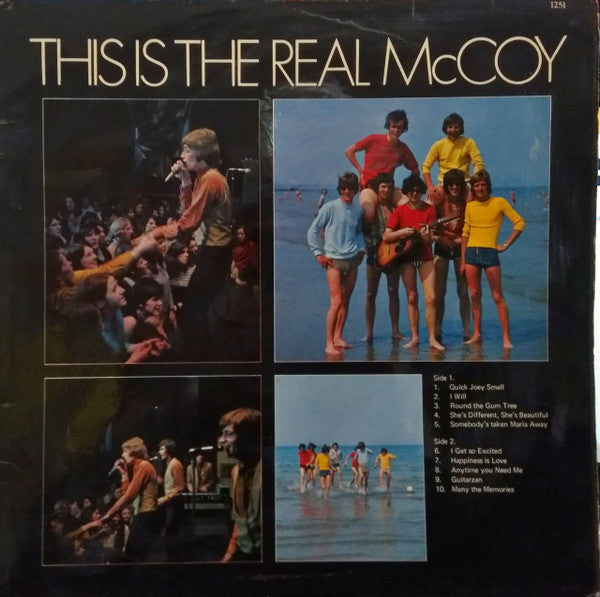 1251
THIS IS THE REAL McCOY
Side 1.
1. Quick Joey Small
2. I Will
3. Round the Gum Tree
4. She's Different, She's Beautiful
5. Somebody's taken Maria Away
Side 2.
6. I Get so Excited
7. Happiness is Love
8. Anytime you Need Me
9. Guitarzan
10. Many the Memories